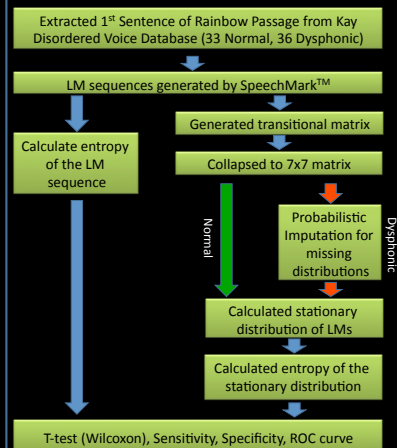 Extracted 1st Sentence of Rainbow Passage from Kay
Disordered Voice Database (33 Normal, 36 Dysphonic)
LM sequences generated by SpeechMark™
Generated transitional matrix
Calculate entropy
of the LM
sequence
Collapsed to 7x7 matrix
Normal
Probabilistic
Imputation for
missing
distributions
Dysphonic
Calculated stationary
distribution of LMs
Calculated entropy of the
stationary distribution
T-test (Wilcoxon), Sensitivity, Specificity, ROC curve